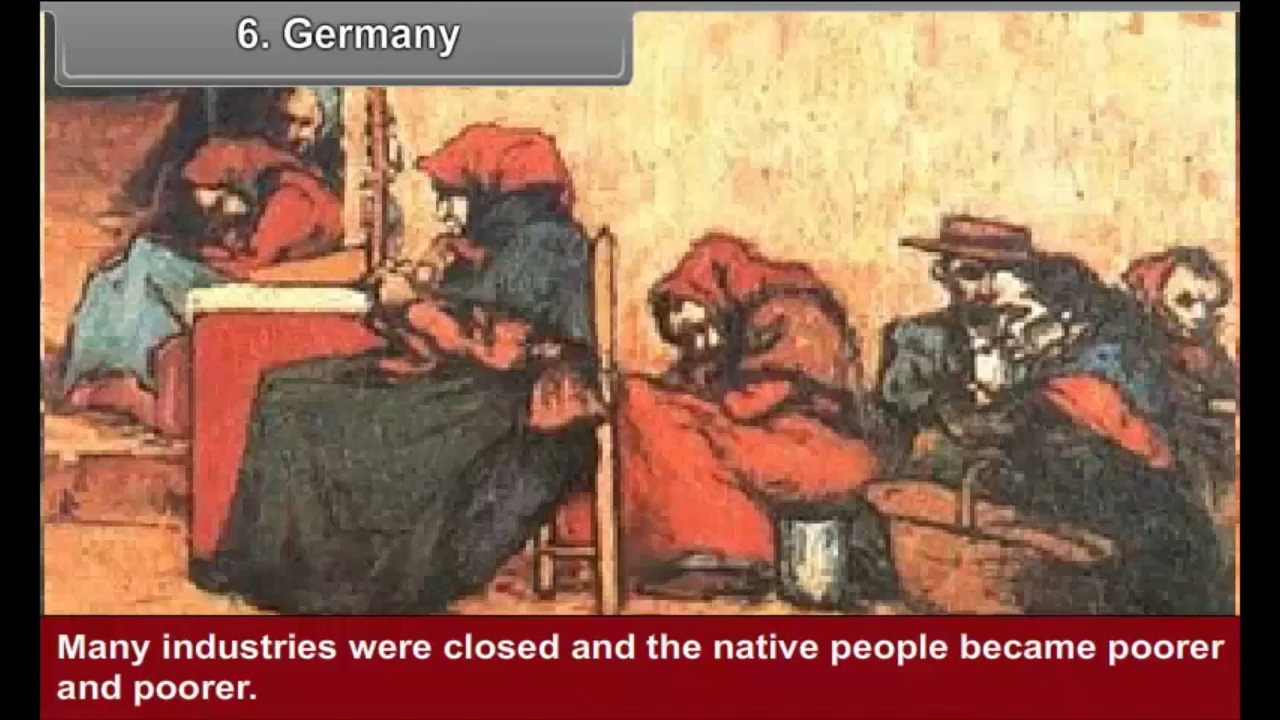 6. Germany
Many industries were closed and the native people became poorer
and poorer.